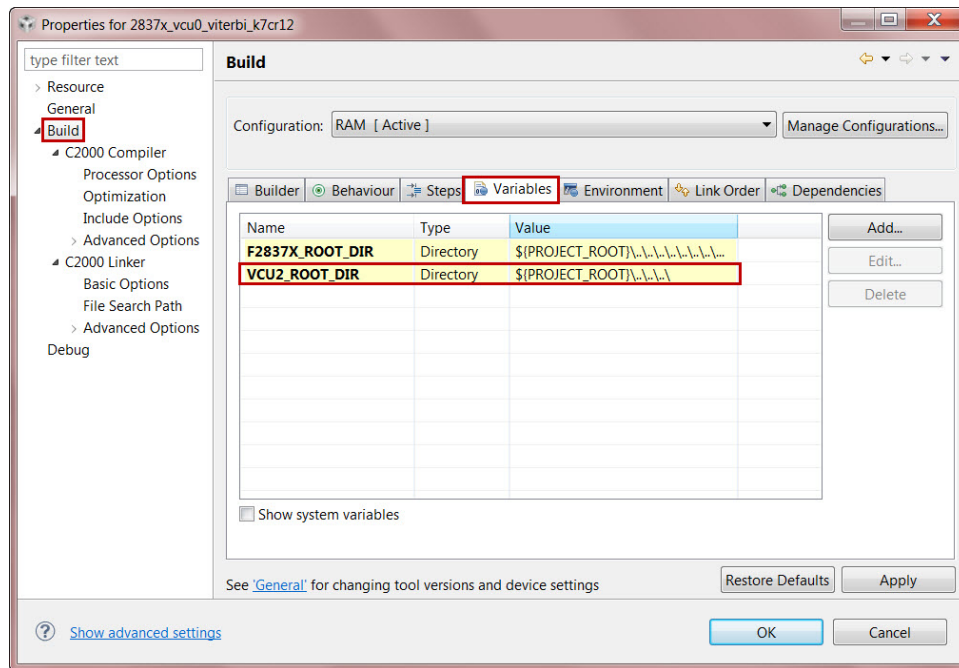 Properties for 2837x_vcu0_viterbi_k7cr12
type filter text
Resource
General
Build
C2000 Compiler
Processor Options
Optimization
Include Options
Advanced Options
C2000 Linker
Basic Options
File Search Path
Advanced Options
Debug
Build
Configuration: RAM [ Active ] Manage Configurations...
Builder Behaviour Steps Variables Environment Link Order Dependencies
Name Type Value
F2837X_ROOT_DIR Directory ${PROJECT_ROOT}\..\..\..\..\..\..\..\...
VCU2_ROOT_DIR Directory ${PROJECT_ROOT}\..\..\..\
Add...
Edit...
Delete
Show system variables
See 'General' for changing tool versions and device settings
Restore Defaults Apply
Show advanced settings
OK Cancel